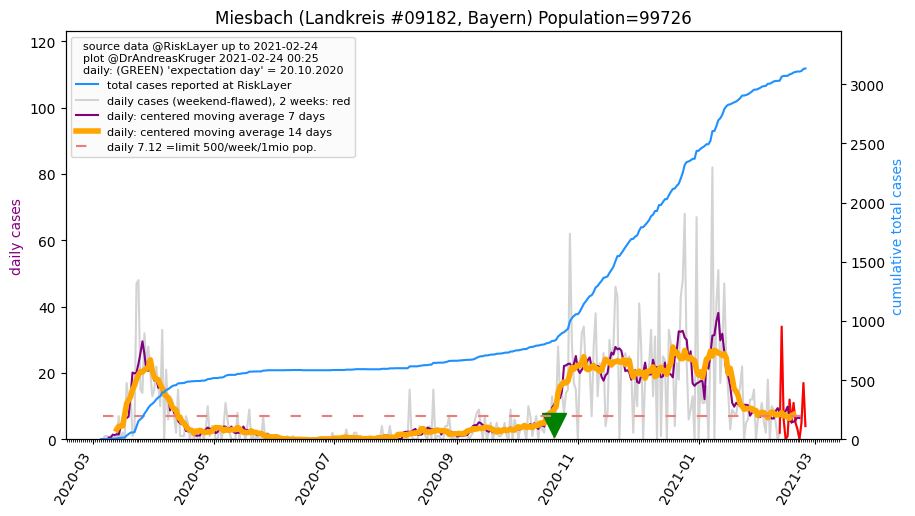 Miesbach (Landkreis #09182, Bayern) Population=99726
source data @RiskLayer up to 2021-02-24
plot @DrAndreasKruger 2021-02-24 00:25
daily: (GREEN) 'expectation day' = 20.10.2020
total cases reported at RiskLayer
daily cases (weekend-flawed), 2 weeks: red
daily: centered moving average 7 days
daily: centered moving average 14 days
daily 7.12 =limit 500/week/1mio pop.
daily cases
120
100
80
60
40
20
0
cumulative total cases
3000
2500
2000
1500
1000
500
0
2020-03
2020-05
2020-07
2020-09
2020-11
2021-01
2021-03